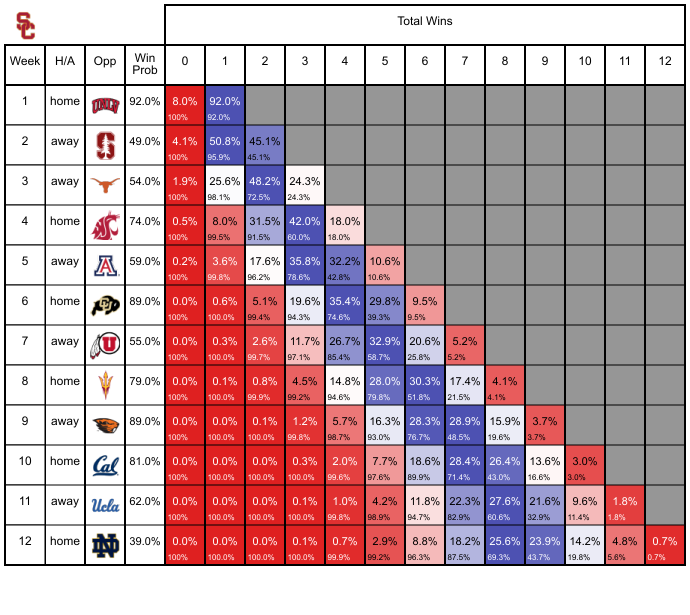 SC
Total Wins
Week H/A Opp Win Prob 0 1 2 3 4 5 6 7 8 9 10 11 12
1 home UNLV 92.0% 8.0% 92.0%
100% 92.0%
2 away S 49.0% 4.1% 50.8% 45.1%
100% 95.9% 45.1%
3 away 54.0% 1.9% 25.6% 48.2% 24.3%
100% 98.1% 72.5% 24.3%
4 home 74.0% 0.5% 8.0% 31.5% 42.0% 18.0%
100% 99.5% 91.5% 60.0% 18.0%
5 away A 59.0% 0.2% 3.6% 17.6% 35.8% 32.2% 10.6%
100% 99.8% 96.2% 78.6% 42.8% 10.6%
6 home CU 89.0% 0.0% 0.6% 5.1% 19.6% 35.4% 29.8% 9.5%
100% 100.0% 99.4% 94.3% 74.6% 39.3% 9.5%
7 away U 55.0% 0.0% 0.3% 2.6% 11.7% 26.7% 32.9% 20.6% 5.2%
100% 100.0% 99.7% 97.1% 85.4% 58.7% 25.8% 5.2%
8 home 79.0% 0.0% 0.1% 0.8% 4.5% 14.8% 28.0% 30.3% 17.4% 4.1%
100% 100.0% 99.9% 99.2% 94.6% 79.8% 51.8% 21.5% 4.1%
9 away 89.0% 0.0% 0.0% 0.1% 1.2% 5.7% 16.3% 28.3% 28.9% 15.9% 3.7%
100% 100.0% 100.0% 99.8% 98.7% 93.0% 76.7% 48.5% 19.6% 3.7%
10 home Cal 81.0% 0.0% 0.0% 0.0% 0.3% 2.0% 7.7% 18.6% 28.4% 26.4% 13.6% 3.0%
100% 100.0% 100.0% 100.0% 99.6% 97.6% 89.9% 71.4% 43.0% 16.6% 3.0%
11 away Ucla 62.0% 0.0% 0.0% 0.0% 0.1% 1.0% 4.2% 11.8% 22.3% 27.6% 21.6% 9.6% 1.8%
100% 100.0% 100.0% 100.0% 99.8% 98.9% 94.7% 82.9% 60.6% 32.9% 11.4% 1.8%
12 home ND 39.0% 0.0% 0.0% 0.0% 0.1% 0.7% 2.9% 8.8% 18.2% 25.6% 23.9% 14.2% 4.8% 0.7%
100% 100.0% 100.0% 100.0% 99.9% 99.2% 96.3% 87.5% 69.3% 43.7% 19.8% 5.6% 0.7%